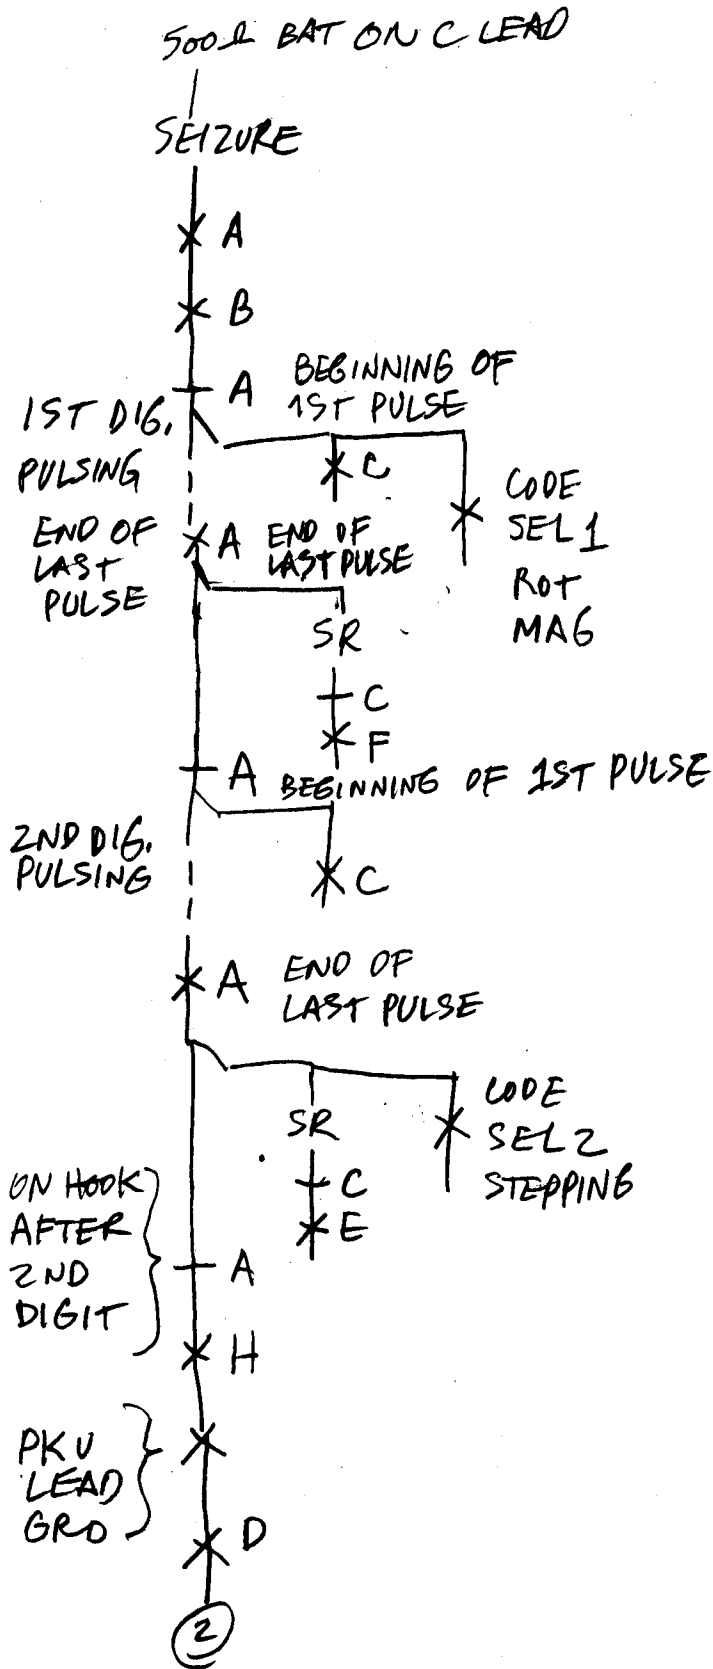 500Ω BAT ON C LEAD
SEIZURE
A
B
A
BEGINNING OF
1ST PULSE
1ST DIG.
PULSING
C
CODE
SEL 1
ROT
MAG
END OF
LAST
PULSE
A
END OF
LAST PULSE
SR
C
F
A
BEGINNING OF 1ST PULSE
2ND DIG.
PULSING
C
A
END OF
LAST PULSE
SR
C
E
CODE
SEL 2
STEPPING
ON HOOK
AFTER
2ND
DIGIT
A
H
PKU
LEAD
GRD
D
2